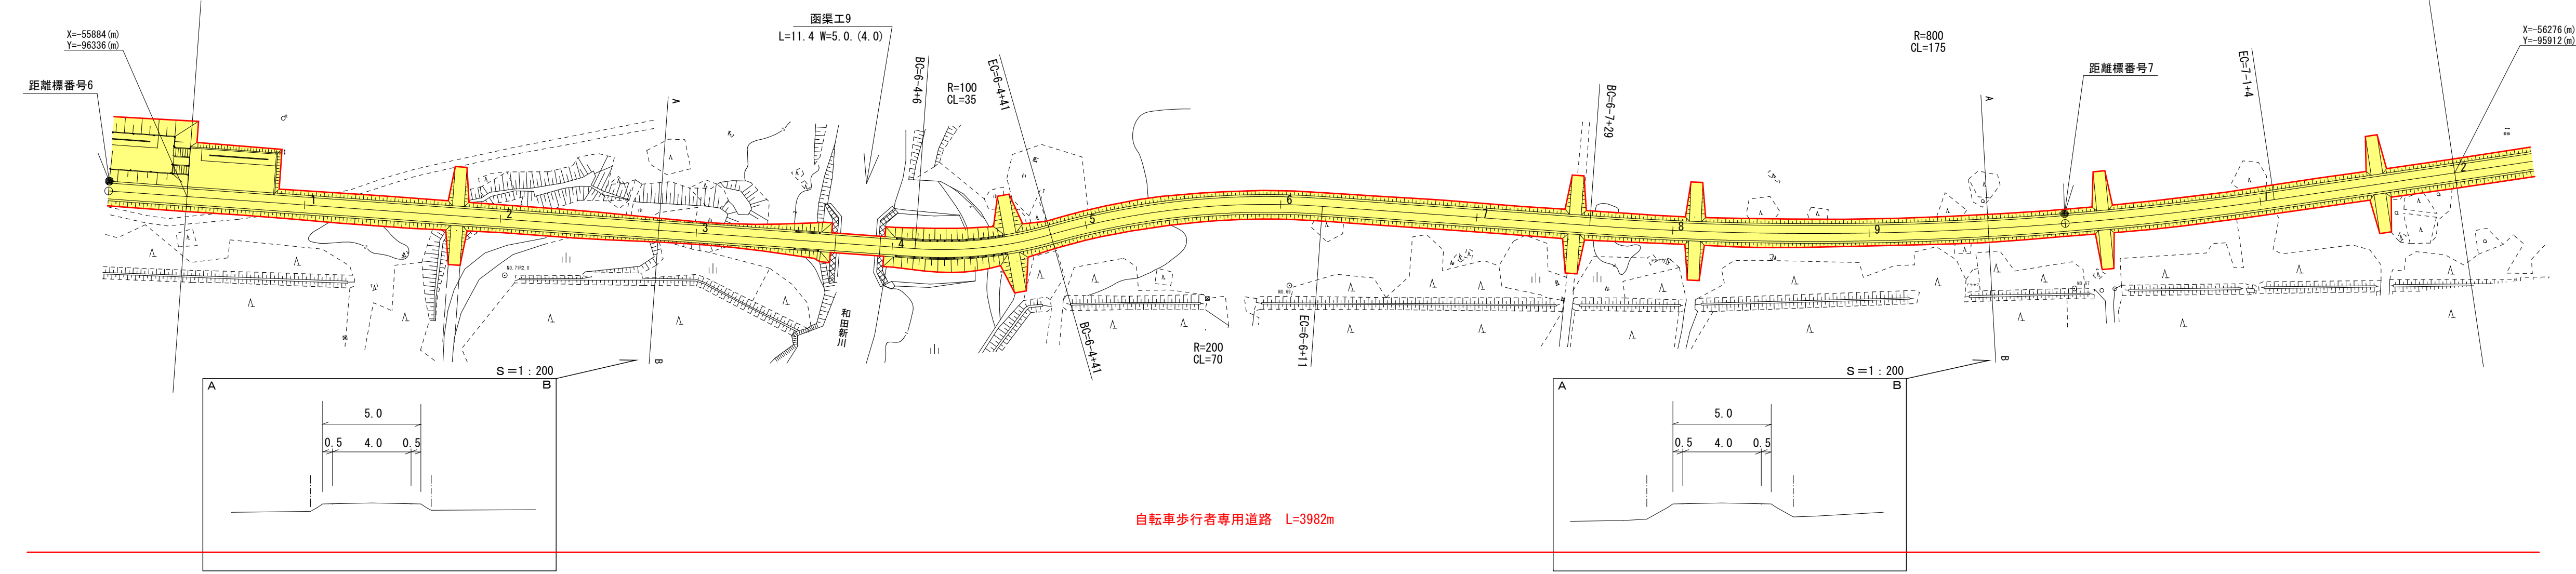 X=-55884(m)
Y=-96336(m)
距離標番号6
函渠工9
L=11.4 W=5.0.(4.0)
BC=6-4+6
R=100
CL=35
EC=6-4+41
BC=6-4+41
R=200
CL=70
EC=6-6+11
BC=6-7+29
R=800
CL=175
距離標番号7
EC=7-1+4
X=-56276(m)
Y=-95912(m)
A
A
1
2
3
4
5
6
7
8
9
1
2
和田新川
B
B
S=1:200
A
B
5.0
0.5 4.0 0.5
S=1:200
A
B
5.0
0.5 4.0 0.5
自転車歩行者専用道路 L=3982m